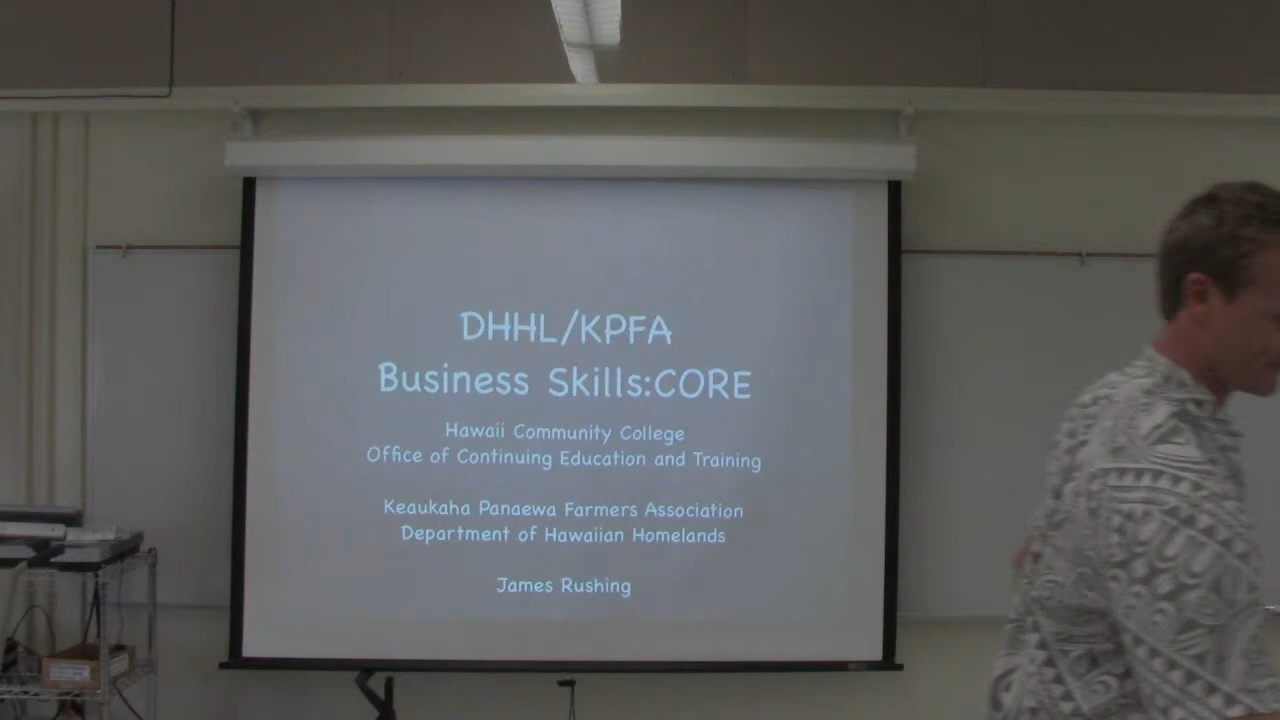 DHHL/KPFA
Business Skills:CORE
Hawaii Community College
Office of Continuing Education and Training
Keaukaha Panaewa Farmers Association
Department of Hawaiian Homelands
James Rushing